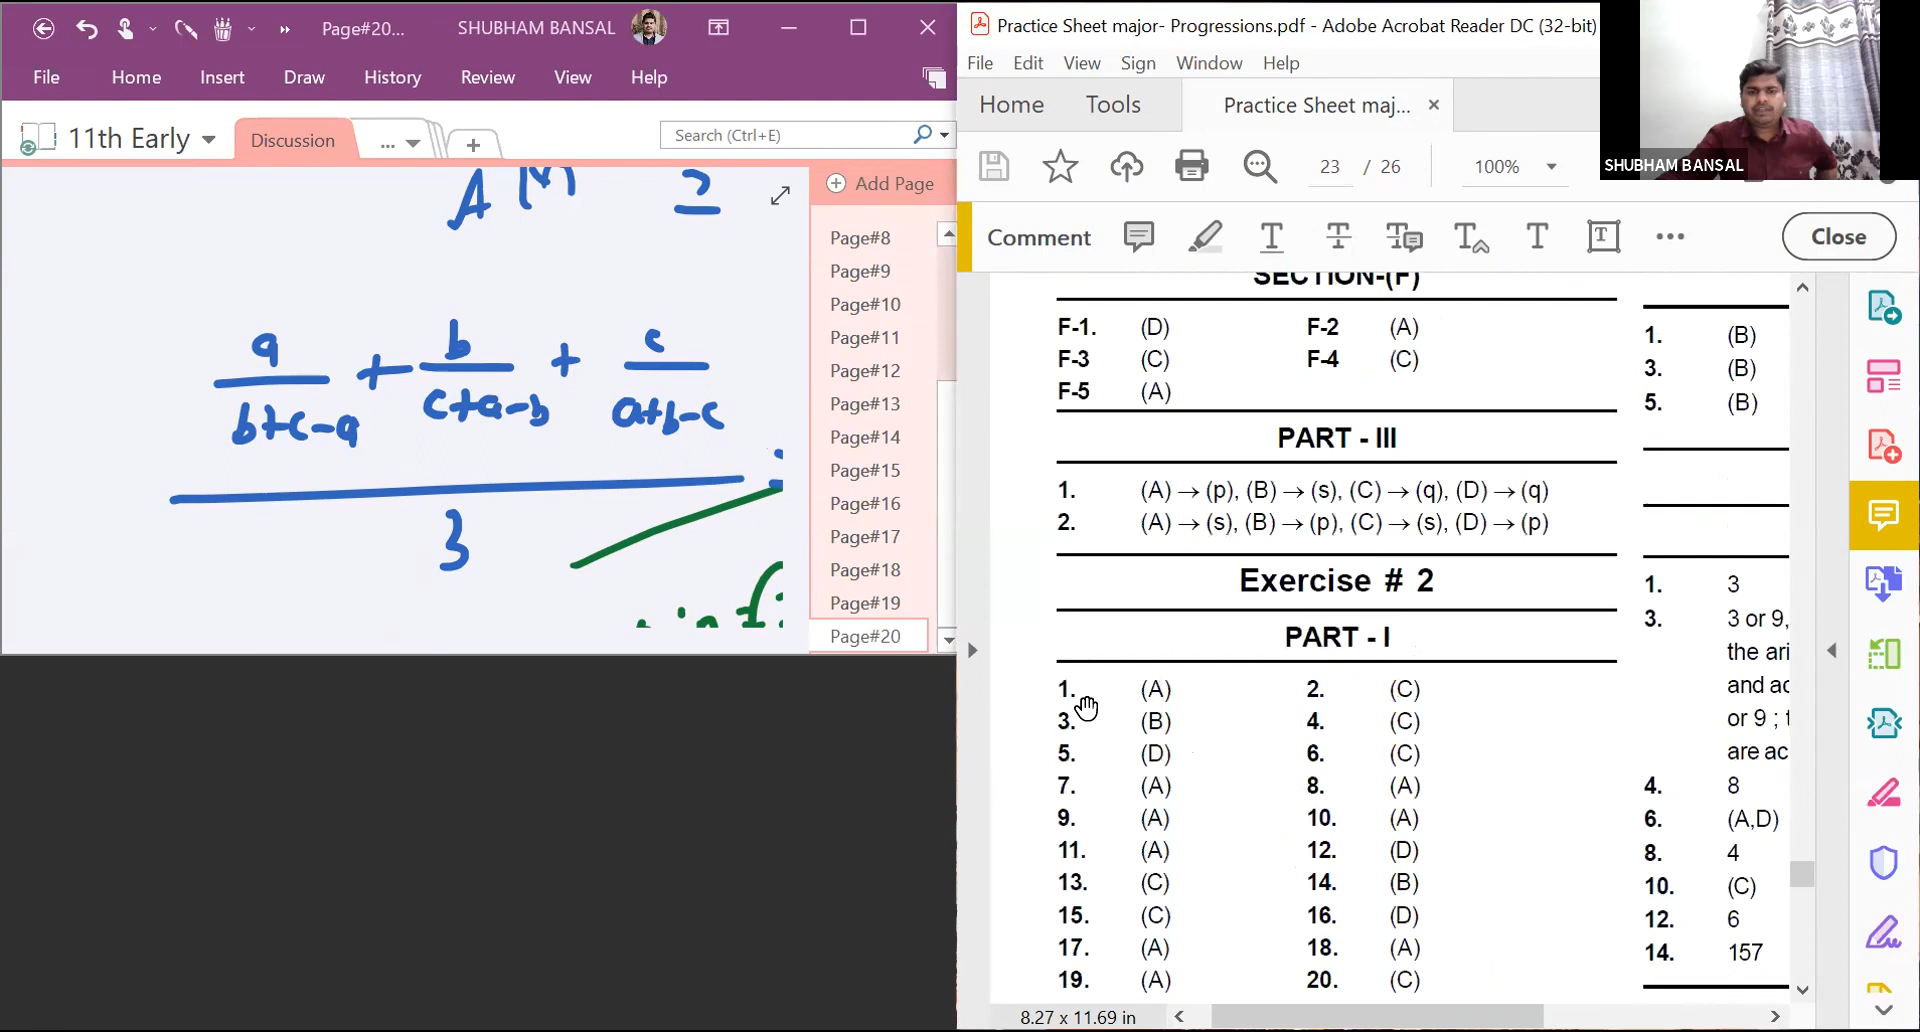 Page#20...
SHUBHAM BANSAL
File Home Insert Draw History Review View Help
11th Early
Discussion
...
Search (Ctrl+E)
Add Page
Page#8
Page#9
Page#10
Page#11
Page#12
Page#13
Page#14
Page#15
Page#16
Page#17
Page#18
Page#19
Page#20
a/(b+c-a) + b/(c+a-b) + c/(a+b-c)
3
Practice Sheet major- Progressions.pdf - Adobe Acrobat Reader DC (32-bit)
File Edit View Sign Window Help
Home Tools Practice Sheet maj... ×
23 / 26 100%
SHUBHAM BANSAL
Comment
Close
SECTION-(F)
F-1. (D) F-2 (A)
F-3 (C) F-4 (C)
F-5 (A)
PART - III
1. (A) → (p), (B) → (s), (C) → (q), (D) → (q)
2. (A) → (s), (B) → (p), (C) → (s), (D) → (p)
Exercise # 2
PART - I
1. (A) 2. (C)
3. (B) 4. (C)
5. (D) 6. (C)
7. (A) 8. (A)
9. (A) 10. (A)
11. (A) 12. (D)
13. (C) 14. (B)
15. (C) 16. (D)
17. (A) 18. (A)
19. (A) 20. (C)
1. (B)
3. (B)
5. (B)
1. 3
3. 3 or 9,
the ari
and ac
or 9 ; t
are ac
4. 8
6. (A,D)
8. 4
10. (C)
12. 6
14. 157
8.27 x 11.69 in